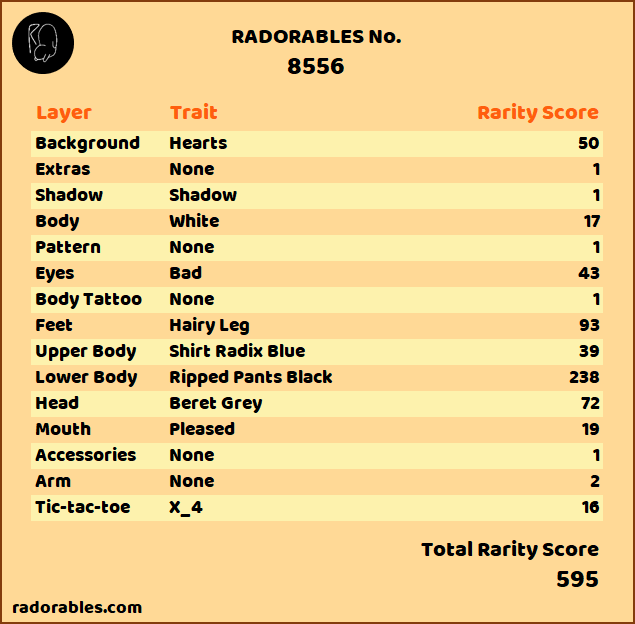 RADORABLES No.
8556
Layer Trait Rarity Score
Background Hearts 50
Extras None 1
Shadow Shadow 1
Body White 17
Pattern None 1
Eyes Bad 43
Body Tattoo None 1
Feet Hairy Leg 93
Upper Body Shirt Radix Blue 39
Lower Body Ripped Pants Black 238
Head Beret Grey 72
Mouth Pleased 19
Accessories None 1
Arm None 2
Tic-tac-toe X_4 16
Total Rarity Score
595
radorables.com